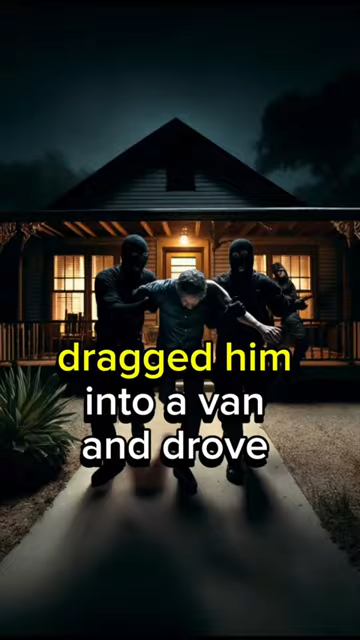 dragged him
into a van
and drove